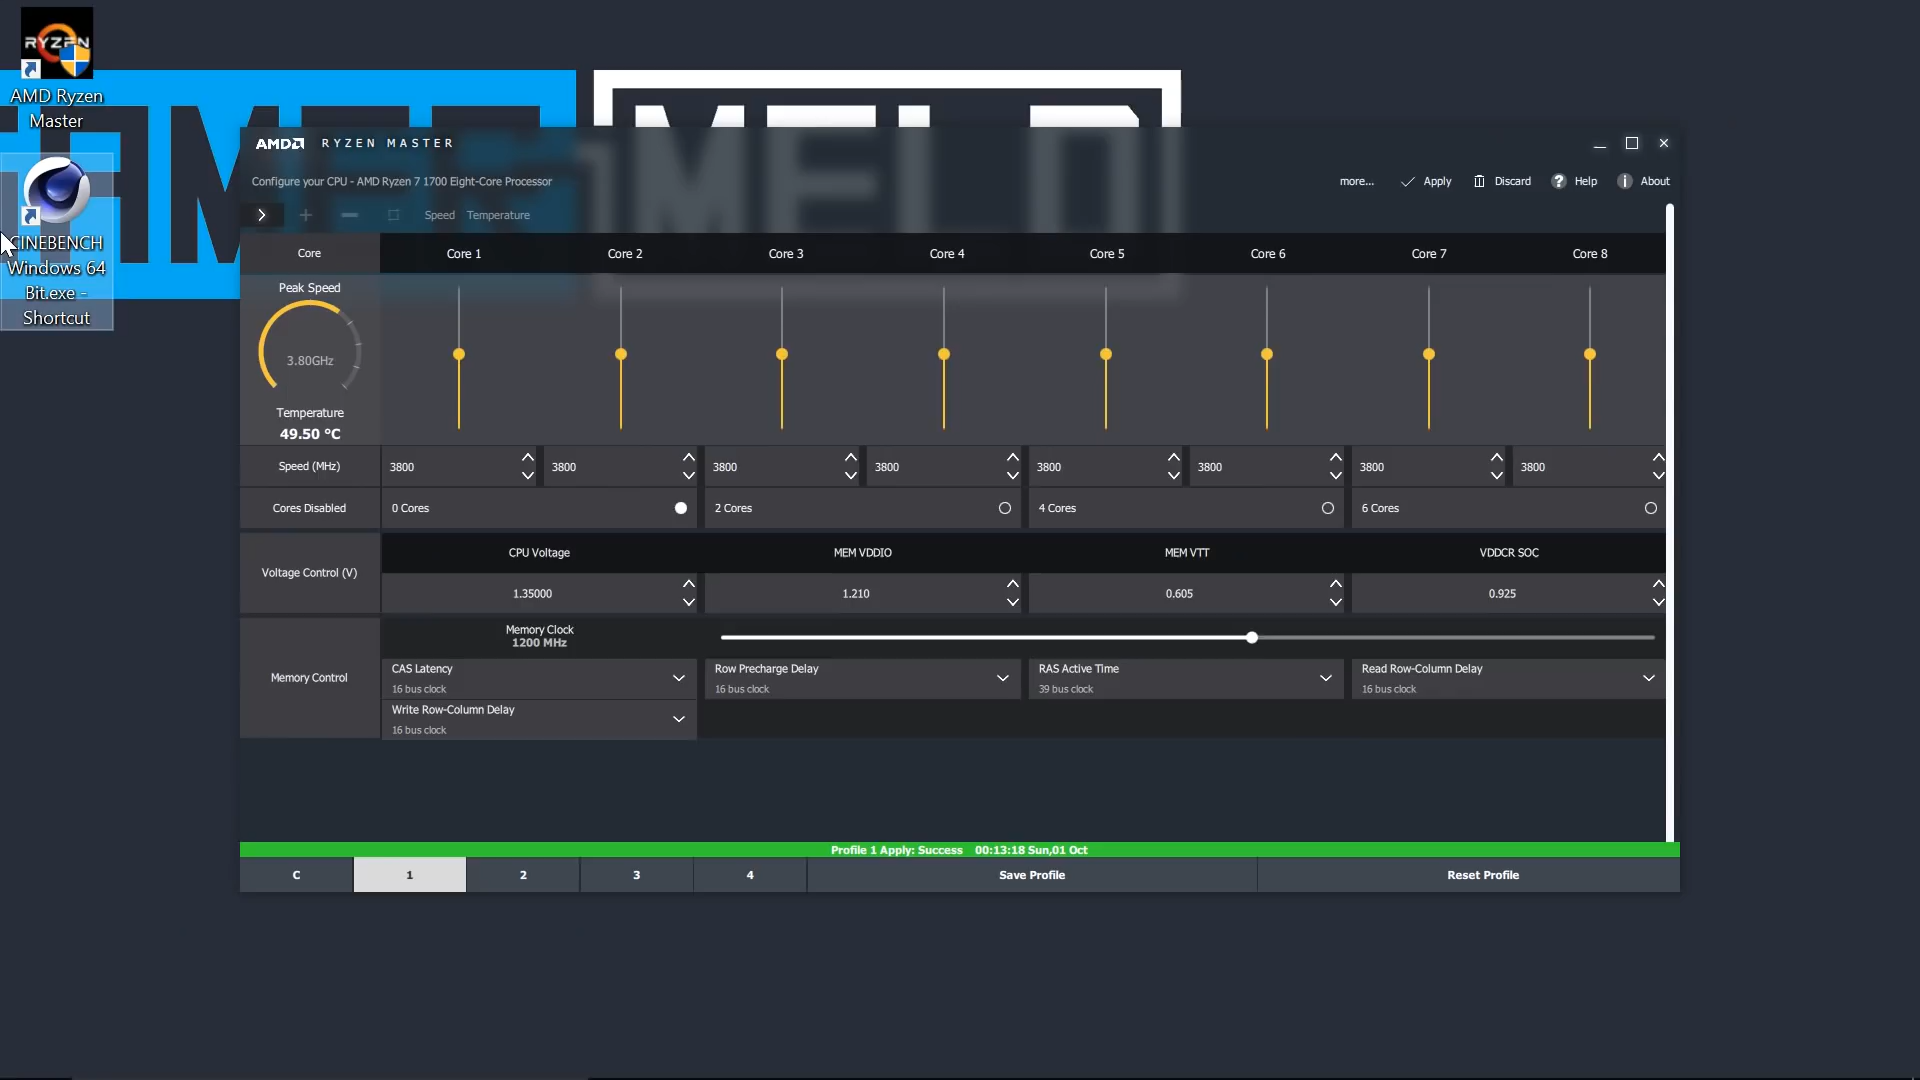 RYZEN
AMD Ryzen
Master
CINEBENCH
Windows 64
Bit.exe -
Shortcut
AMD RYZEN MASTER
Configure your CPU - AMD Ryzen 7 1700 Eight-Core Processor
more... Apply Discard Help About
Speed Temperature
Core Core 1 Core 2 Core 3 Core 4 Core 5 Core 6 Core 7 Core 8
Peak Speed
3.80GHz
Temperature
49.50 °C
Speed (MHz) 3800 3800 3800 3800 3800 3800 3800 3800
Cores Disabled 0 Cores 2 Cores 4 Cores 6 Cores
Voltage Control (V)
CPU Voltage MEM VDDIO MEM VTT VDDCR SOC
1.35000 1.210 0.605 0.925
Memory Control
Memory Clock
1200 MHz
CAS Latency Row Precharge Delay RAS Active Time Read Row-Column Delay
16 bus clock 16 bus clock 39 bus clock 16 bus clock
Write Row-Column Delay
16 bus clock
Profile 1 Apply: Success 00:13:18 Sun,01 Oct
C 1 2 3 4 Save Profile Reset Profile